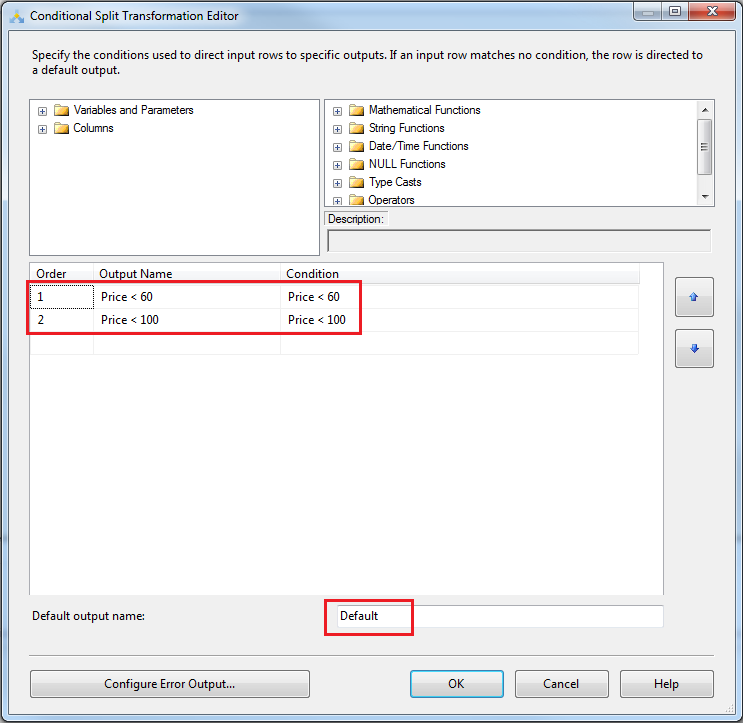 Conditional Split Transformation Editor
Specify the conditions used to direct input rows to specific outputs. If an input row matches no condition, the row is directed to
a default output.
Variables and Parameters
Columns
Mathematical Functions
String Functions
Date/Time Functions
NULL Functions
Type Casts
Operators
Description:
Order Output Name Condition
1 Price < 60 Price < 60
2 Price < 100 Price < 100
Default output name: Default
Configure Error Output... OK Cancel Help